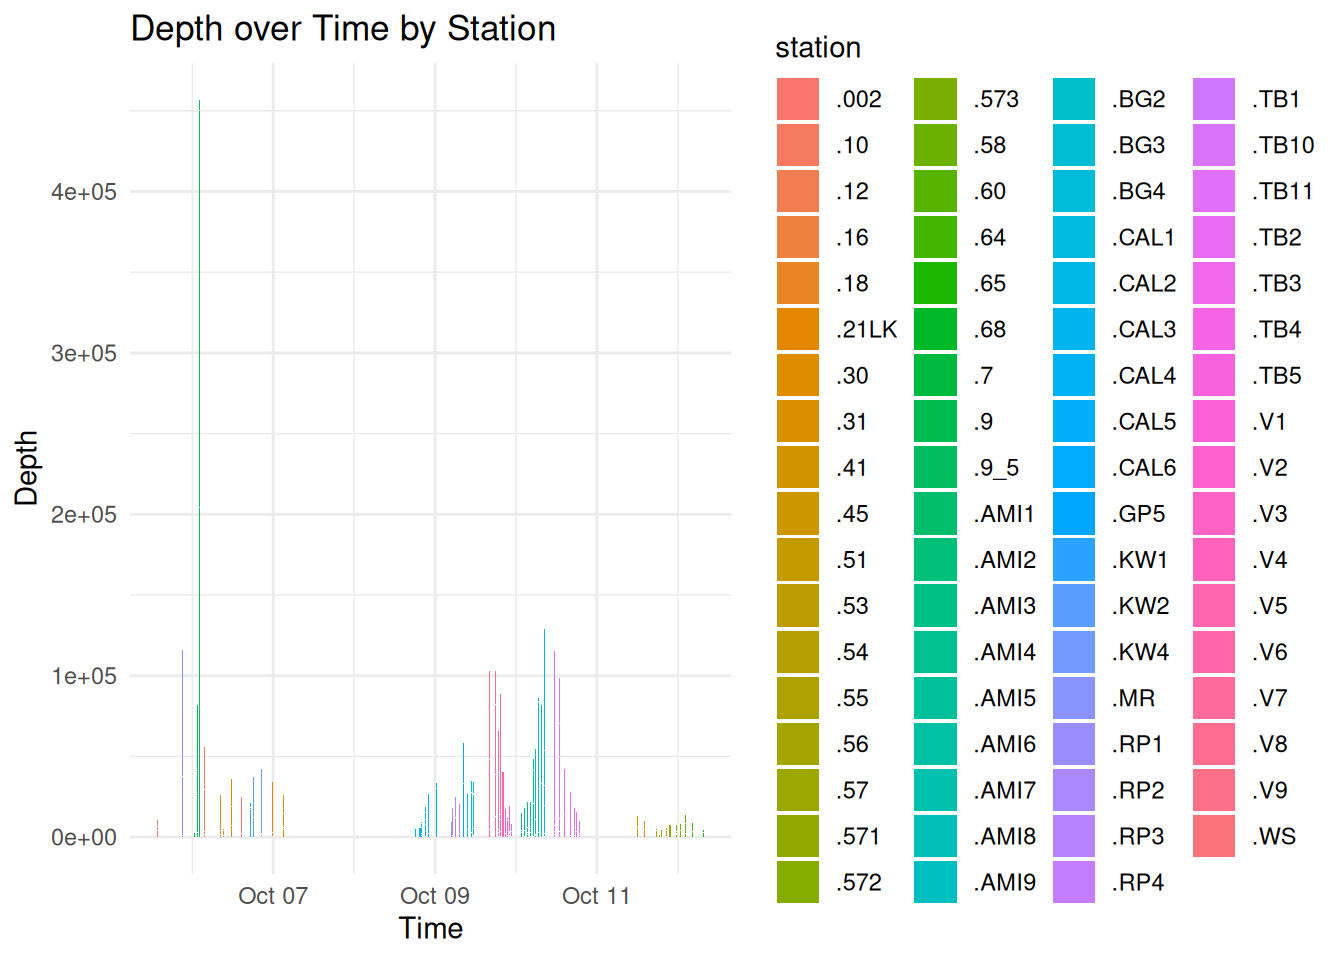 Depth over Time by Station
Depth
4e+05
3e+05
2e+05
1e+05
0e+00
Oct 07
Oct 09
Oct 11
Time
station
.002
.10
.12
.16
.18
.21LK
.30
.31
.41
.45
.51
.53
.54
.55
.56
.57
.571
.572
.573
.58
.60
.64
.65
.68
.7
.9
.9_5
.AMI1
.AMI2
.AMI3
.AMI4
.AMI5
.AMI6
.AMI7
.AMI8
.AMI9
.BG2
.BG3
.BG4
.CAL1
.CAL2
.CAL3
.CAL4
.CAL5
.CAL6
.GP5
.KW1
.KW2
.KW4
.MR
.RP1
.RP2
.RP3
.RP4
.TB1
.TB10
.TB11
.TB2
.TB3
.TB4
.TB5
.V1
.V2
.V3
.V4
.V5
.V6
.V7
.V8
.V9
.WS